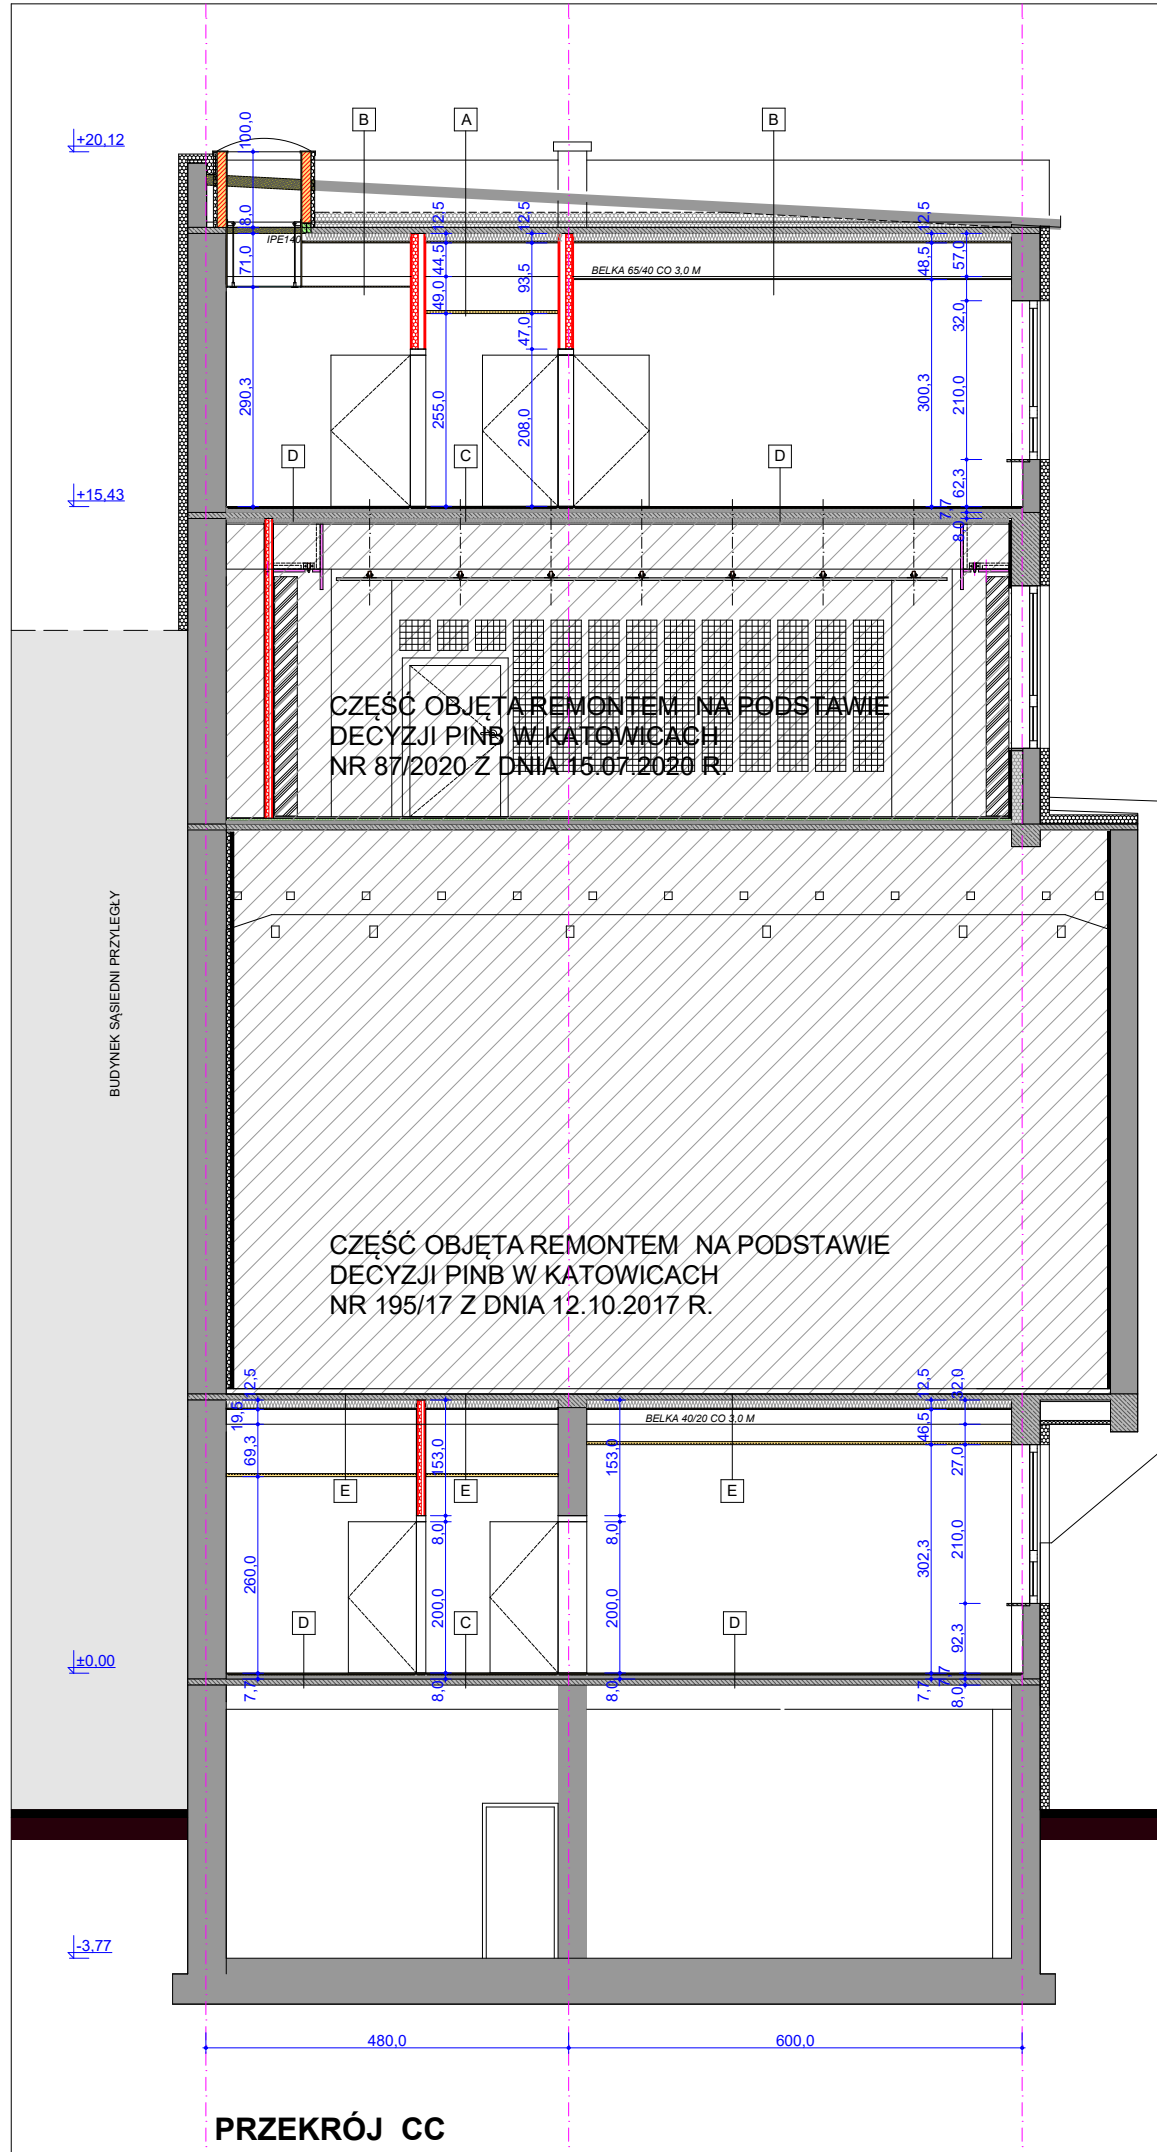 B A B
+20,12
100,0
8,0
12,5 12,5 12,5
IPE140
71,0
44,5
93,5
48,5
57,0
BELKA 65/40 CO 3,0 M
49,0
47,0
32,0
290,3
255,0
208,0
300,3
210,0
D C D
+15,43
62,3
7,7
8,0
CZĘŚĆ OBJĘTA REMONTEM NA PODSTAWIE
DECYZJI PINB W KATOWICACH
NR 87/2020 Z DNIA 15.07.2020 R.
BUDYNEK SĄSIEDNI PRZYLEGŁY
CZĘŚĆ OBJĘTA REMONTEM NA PODSTAWIE
DECYZJI PINB W KATOWICACH
NR 195/17 Z DNIA 12.10.2017 R.
12,5 12,5 32,0
19,5
BELKA 40/20 CO 3,0 M
46,5
69,3
153,0 153,0
27,0
E E E
8,0 8,0
260,0
200,0 200,0
302,3
210,0
D C D
92,3
±0,00
7,7 8,0 8,0 7,7 7,7 8,0
-3,77
480,0 600,0
PRZEKRÓJ CC